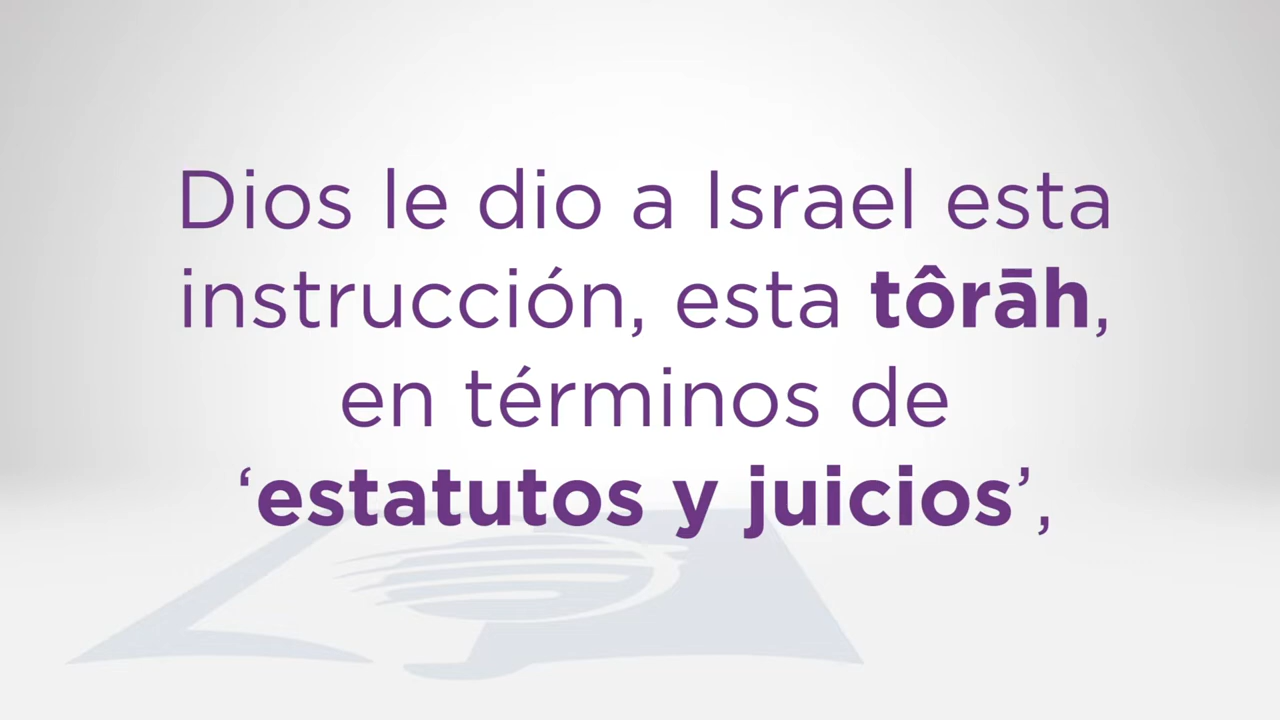 Dios le dio a Israel esta
instrucción, esta tôrāh,
en términos de
‘estatutos y juicios’,